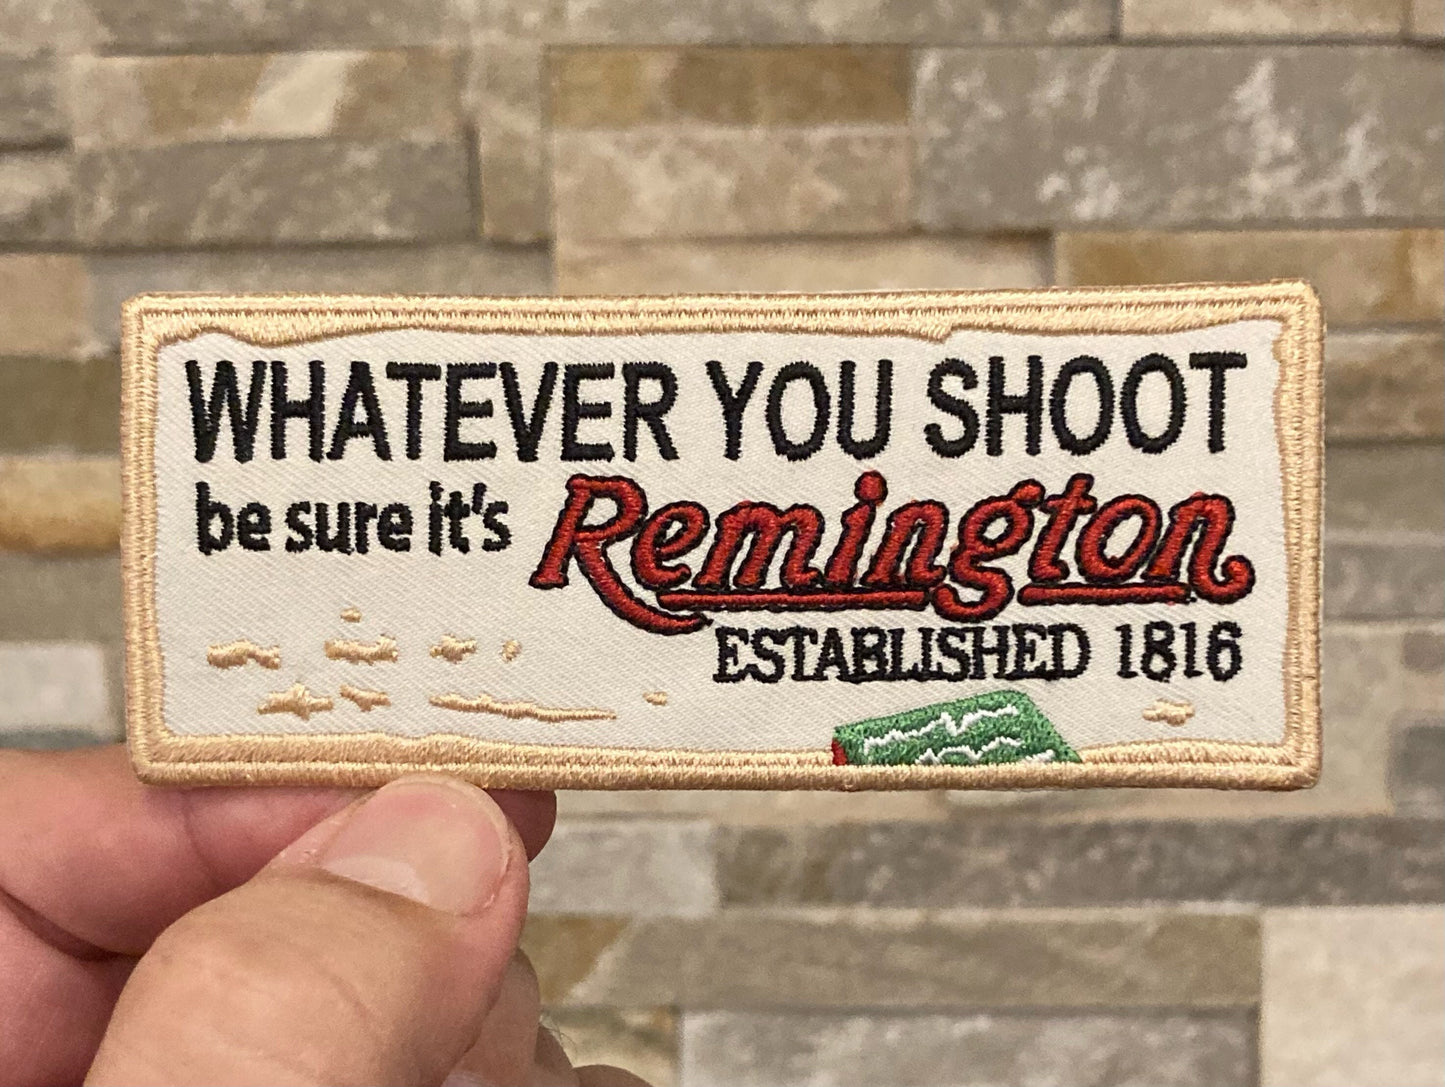 WHATEVER YOU SHOOT
be sure it's Remington
ESTABLISHED 1816